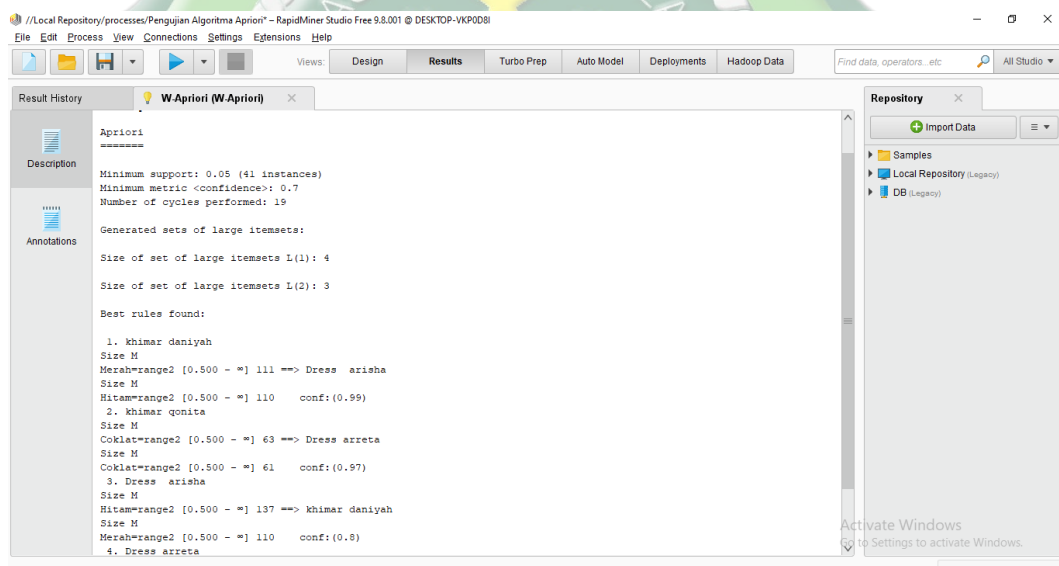 //Local Repository/processes/Pengujian Algoritma Apriori* – RapidMiner Studio Free 9.8.001 @ DESKTOP-VKP0D8I
File Edit Process View Connections Settings Extensions Help
Views: Design Results Turbo Prep Auto Model Deployments Hadoop Data Find data, operators...etc All Studio
Result History W-Apriori (W-Apriori) Repository
Import Data
Description
Annotations
Apriori
=======
Minimum support: 0.05 (41 instances)
Minimum metric <confidence>: 0.7
Number of cycles performed: 19
Generated sets of large itemsets:
Size of set of large itemsets L(1): 4
Size of set of large itemsets L(2): 3
Best rules found:
1. khimar daniyah
Size M
Merah=range2 [0.500 - ∞] 111 ==> Dress arisha
Size M
Hitam=range2 [0.500 - ∞] 110 conf:(0.99)
2. khimar qonita
Size M
Coklat=range2 [0.500 - ∞] 63 ==> Dress arreta
Size M
Coklat=range2 [0.500 - ∞] 61 conf:(0.97)
3. Dress arisha
Size M
Hitam=range2 [0.500 - ∞] 137 ==> khimar daniyah
Size M
Merah=range2 [0.500 - ∞] 110 conf:(0.8)
4. Dress arreta
Samples
Local Repository (Legacy)
DB (Legacy)
Activate Windows
Go to Settings to activate Windows.